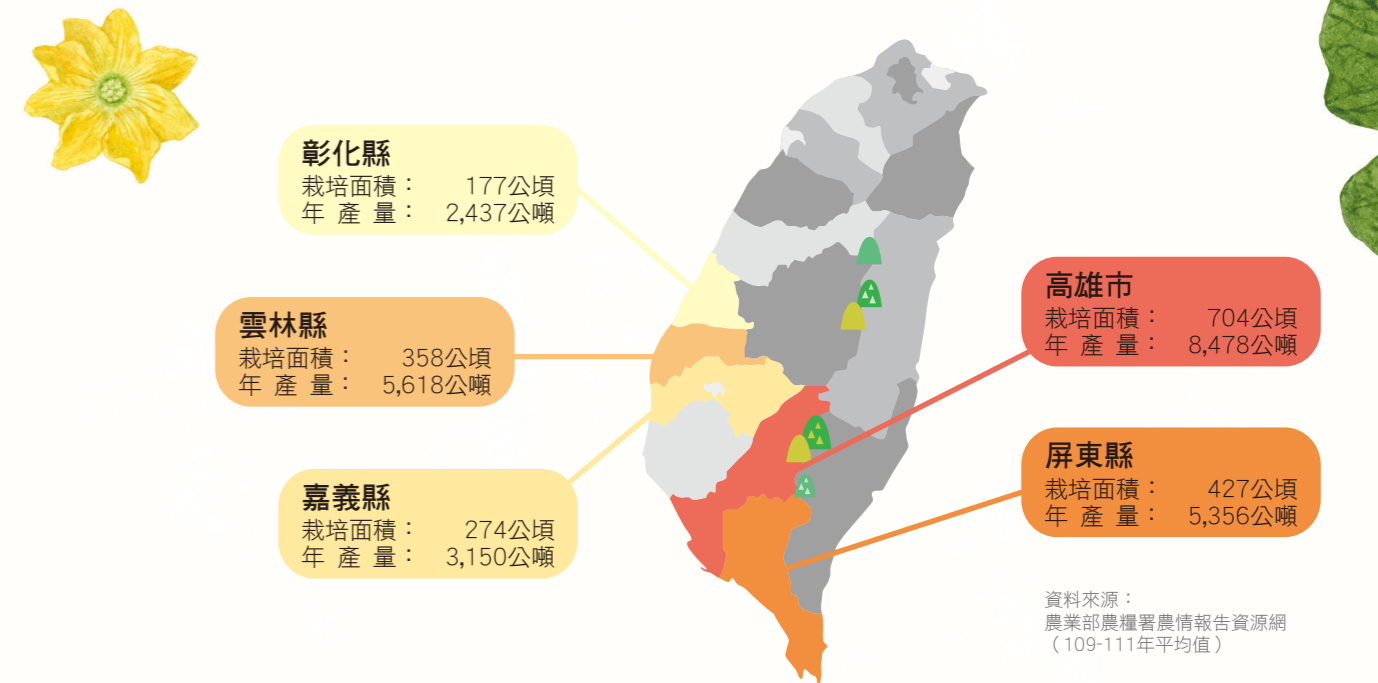 彰化縣
栽培面積： 177公頃
年產量： 2,437公噸
雲林縣
栽培面積： 358公頃
年產量： 5,618公噸
嘉義縣
栽培面積： 274公頃
年產量： 3,150公噸
高雄市
栽培面積： 704公頃
年產量： 8,478公噸
屏東縣
栽培面積： 427公頃
年產量： 5,356公噸
資料來源：
農業部農糧署農情報告資源網
（109-111年平均值）